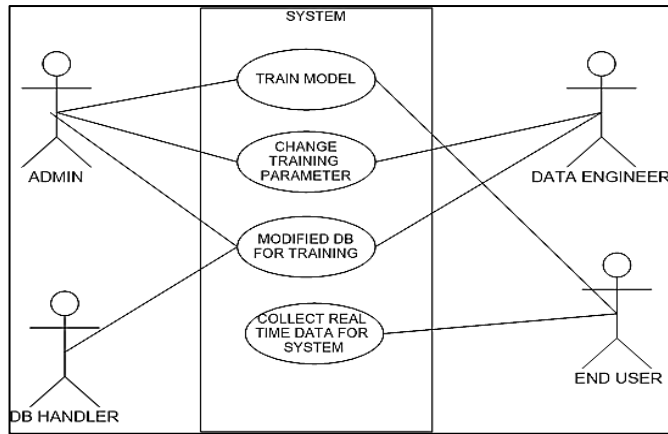 SYSTEM
TRAIN MODEL
CHANGE
TRAINING
PARAMETER
ADMIN
DATA ENGINEER
MODIFIED DB
FOR TRAINING
COLLECT REAL
TIME DATA FOR
SYSTEM
DB HANDLER
END USER